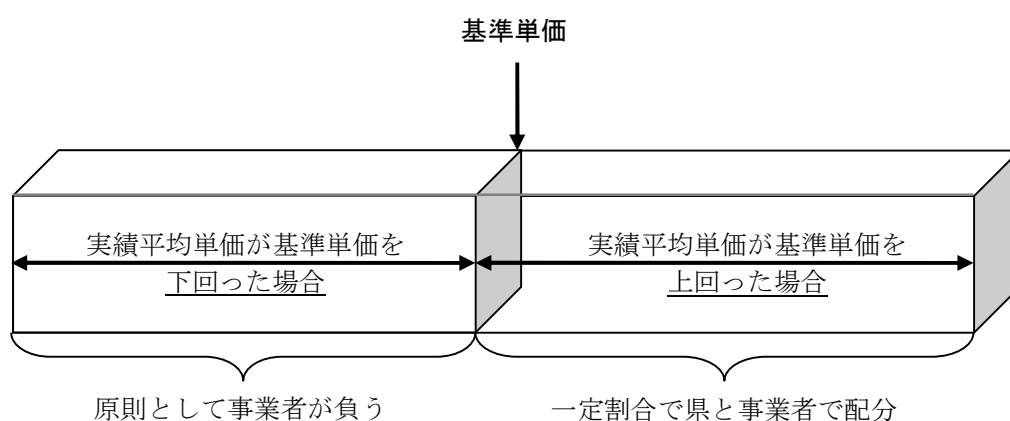 基準単価
実績平均単価が基準単価を
下回った場合
実績平均単価が基準単価を
上回った場合
原則として事業者が負う
一定割合で県と事業者で配分